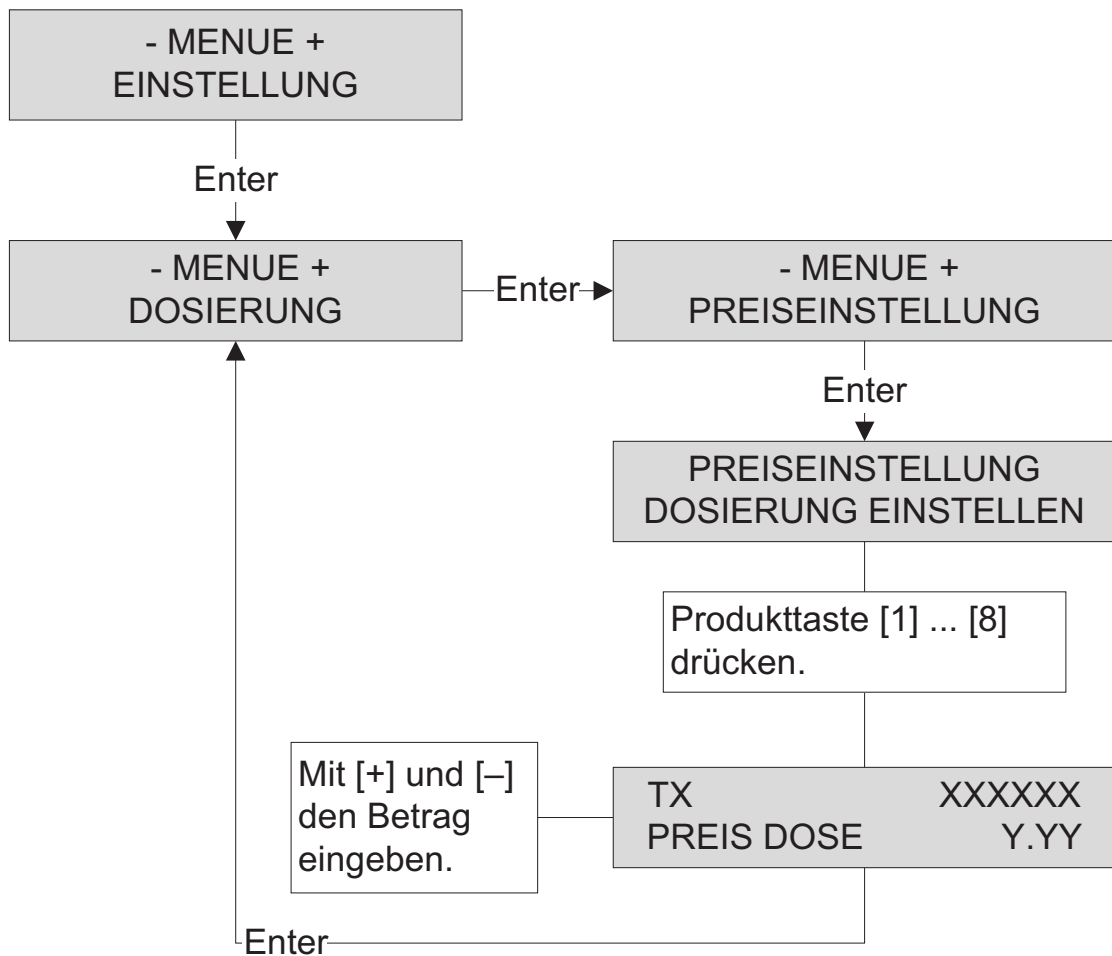 - MENUE +
EINSTELLUNG
Enter
- MENUE +
DOSIERUNG
Enter
- MENUE +
PREISEINSTELLUNG
Enter
PREISEINSTELLUNG
DOSIERUNG EINSTELLEN
Produkttaste [1] ... [8]
drücken.
Mit [+] und [–]
den Betrag
eingeben.
TX XXXXXX
PREIS DOSE Y.YY
Enter